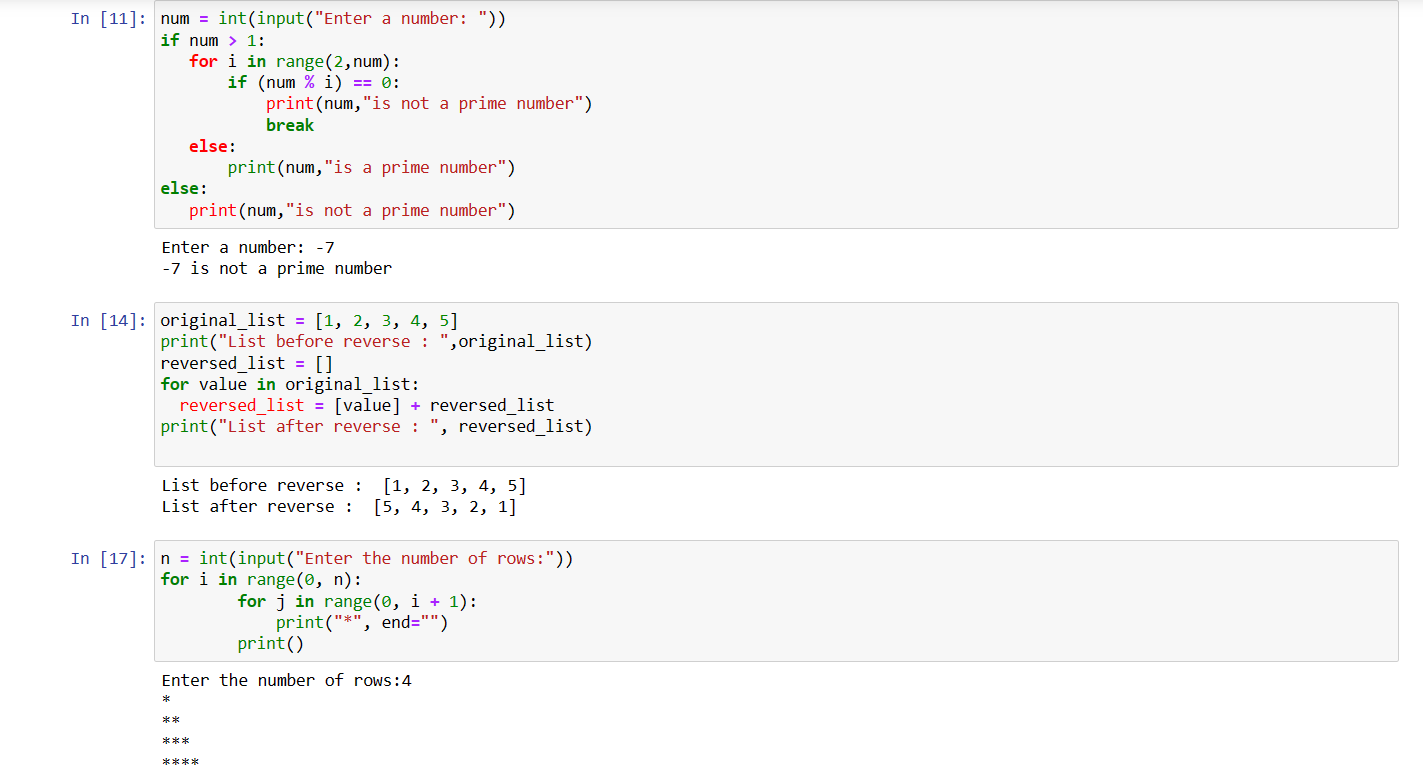 In [11]: num = int(input("Enter a number: "))
if num > 1:
   for i in range(2,num):
       if (num % i) == 0:
           print(num,"is not a prime number")
           break
   else:
       print(num,"is a prime number")
else:
   print(num,"is not a prime number")
Enter a number: -7
-7 is not a prime number
In [14]: original_list = [1, 2, 3, 4, 5]
print("List before reverse : ",original_list)
reversed_list = []
for value in original_list:
  reversed_list = [value] + reversed_list
print("List after reverse : ", reversed_list)
List before reverse :  [1, 2, 3, 4, 5]
List after reverse :  [5, 4, 3, 2, 1]
In [17]: n = int(input("Enter the number of rows:"))
for i in range(0, n):
        for j in range(0, i + 1):
            print("*", end="")
        print()
Enter the number of rows:4
*
**
***
****